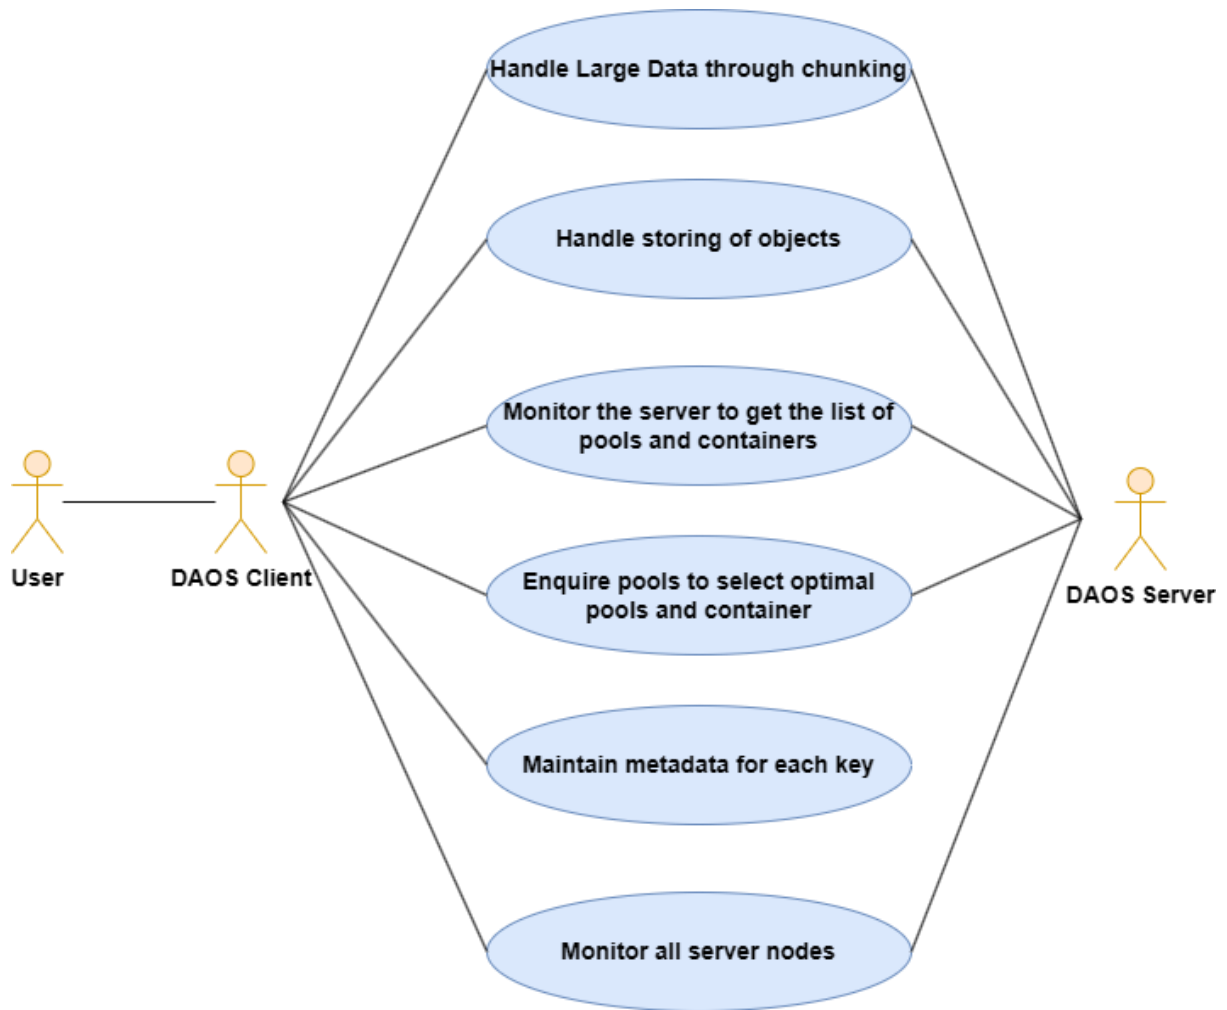 Handle Large Data through chunking
Handle storing of objects
Monitor the server to get the list of
pools and containers
User
DAOS Client
Enquire pools to select optimal
pools and container
DAOS Server
Maintain metadata for each key
Monitor all server nodes